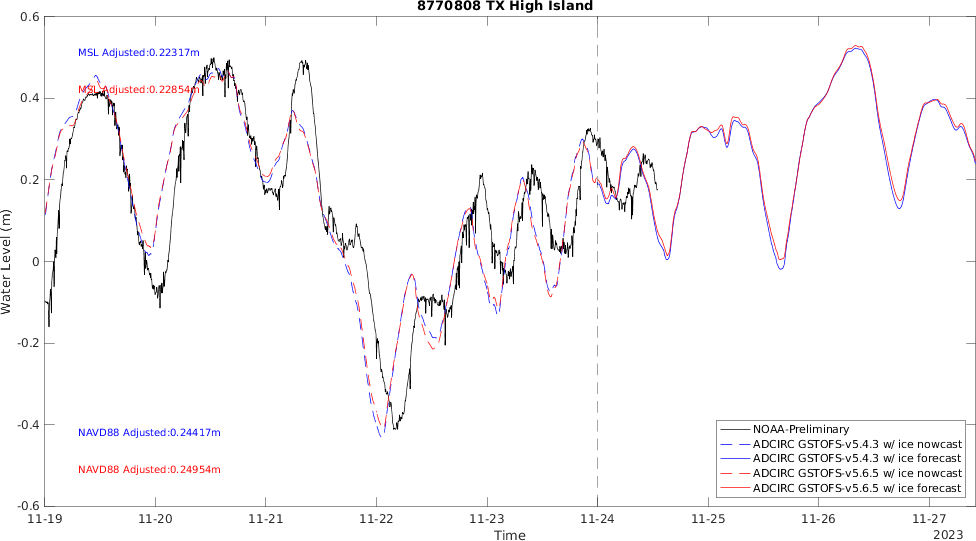 8770808 TX High Island
0.6
0.4
0.2
0
-0.2
-0.4
-0.6
Water Level (m)
MSL Adjusted:0.22317m
MSL Adjusted:0.22854m
NAVD88 Adjusted:0.24417m
NAVD88 Adjusted:0.24954m
NOAA-Preliminary
ADCIRC GSTOFS-v5.4.3 w/ ice nowcast
ADCIRC GSTOFS-v5.4.3 w/ ice forecast
ADCIRC GSTOFS-v5.6.5 w/ ice nowcast
ADCIRC GSTOFS-v5.6.5 w/ ice forecast
11-19 11-20 11-21 11-22 11-23 11-24 11-25 11-26 11-27
Time
2023